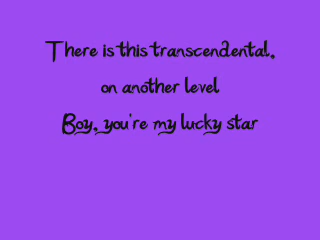 There is this transcendental,
on another level
Boy, you're my lucky star